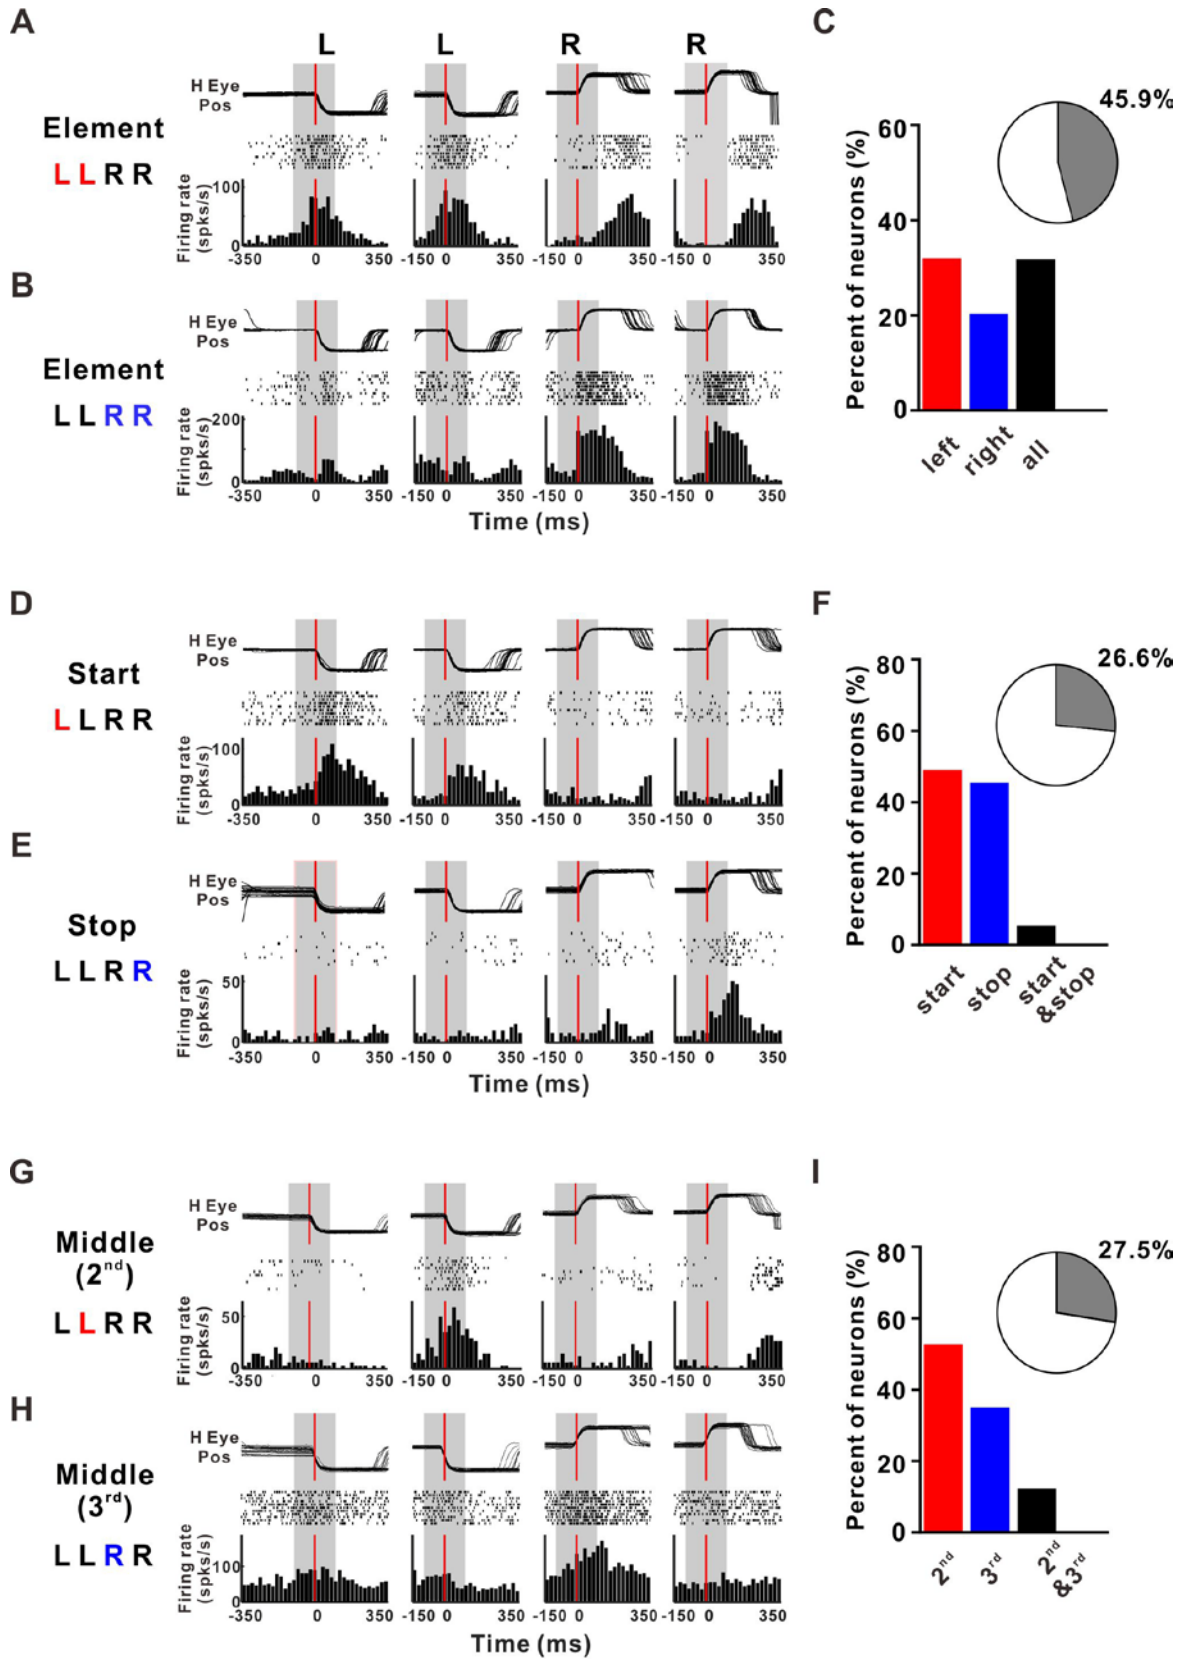 A
L L R R
H Eye
Pos
Element
L L R R
Firing rate
(spks/s)
100
0
-350 0 350 -150 0 350 -150 0 350 -150 0 350
B
H Eye
Pos
Element
L L R R
Firing rate
(spks/s)
200
0
-350 0 350 -150 0 350 -150 0 350 -150 0 350
Time (ms)
C
45.9%
Percent of neurons (%)
60
40
20
0
left right all
D
H Eye
Pos
Start
L L R R
Firing rate
(spks/s)
100
0
-350 0 350 -150 0 350 -150 0 350 -150 0 350
E
H Eye
Pos
Stop
L L R R
Firing rate
(spks/s)
50
0
-350 0 350 -150 0 350 -150 0 350 -150 0 350
Time (ms)
F
26.6%
Percent of neurons (%)
80
60
40
20
0
start stop start
&stop
G
H Eye
Pos
Middle
(2nd)
L L R R
Firing rate
(spks/s)
50
0
-350 0 350 -150 0 350 -150 0 350 -150 0 350
H
H Eye
Pos
Middle
(3rd)
L L R R
Firing rate
(spks/s)
100
0
-350 0 350 -150 0 350 -150 0 350 -150 0 350
Time (ms)
I
27.5%
Percent of neurons (%)
80
60
40
20
0
2nd 3rd 2nd
&3rd